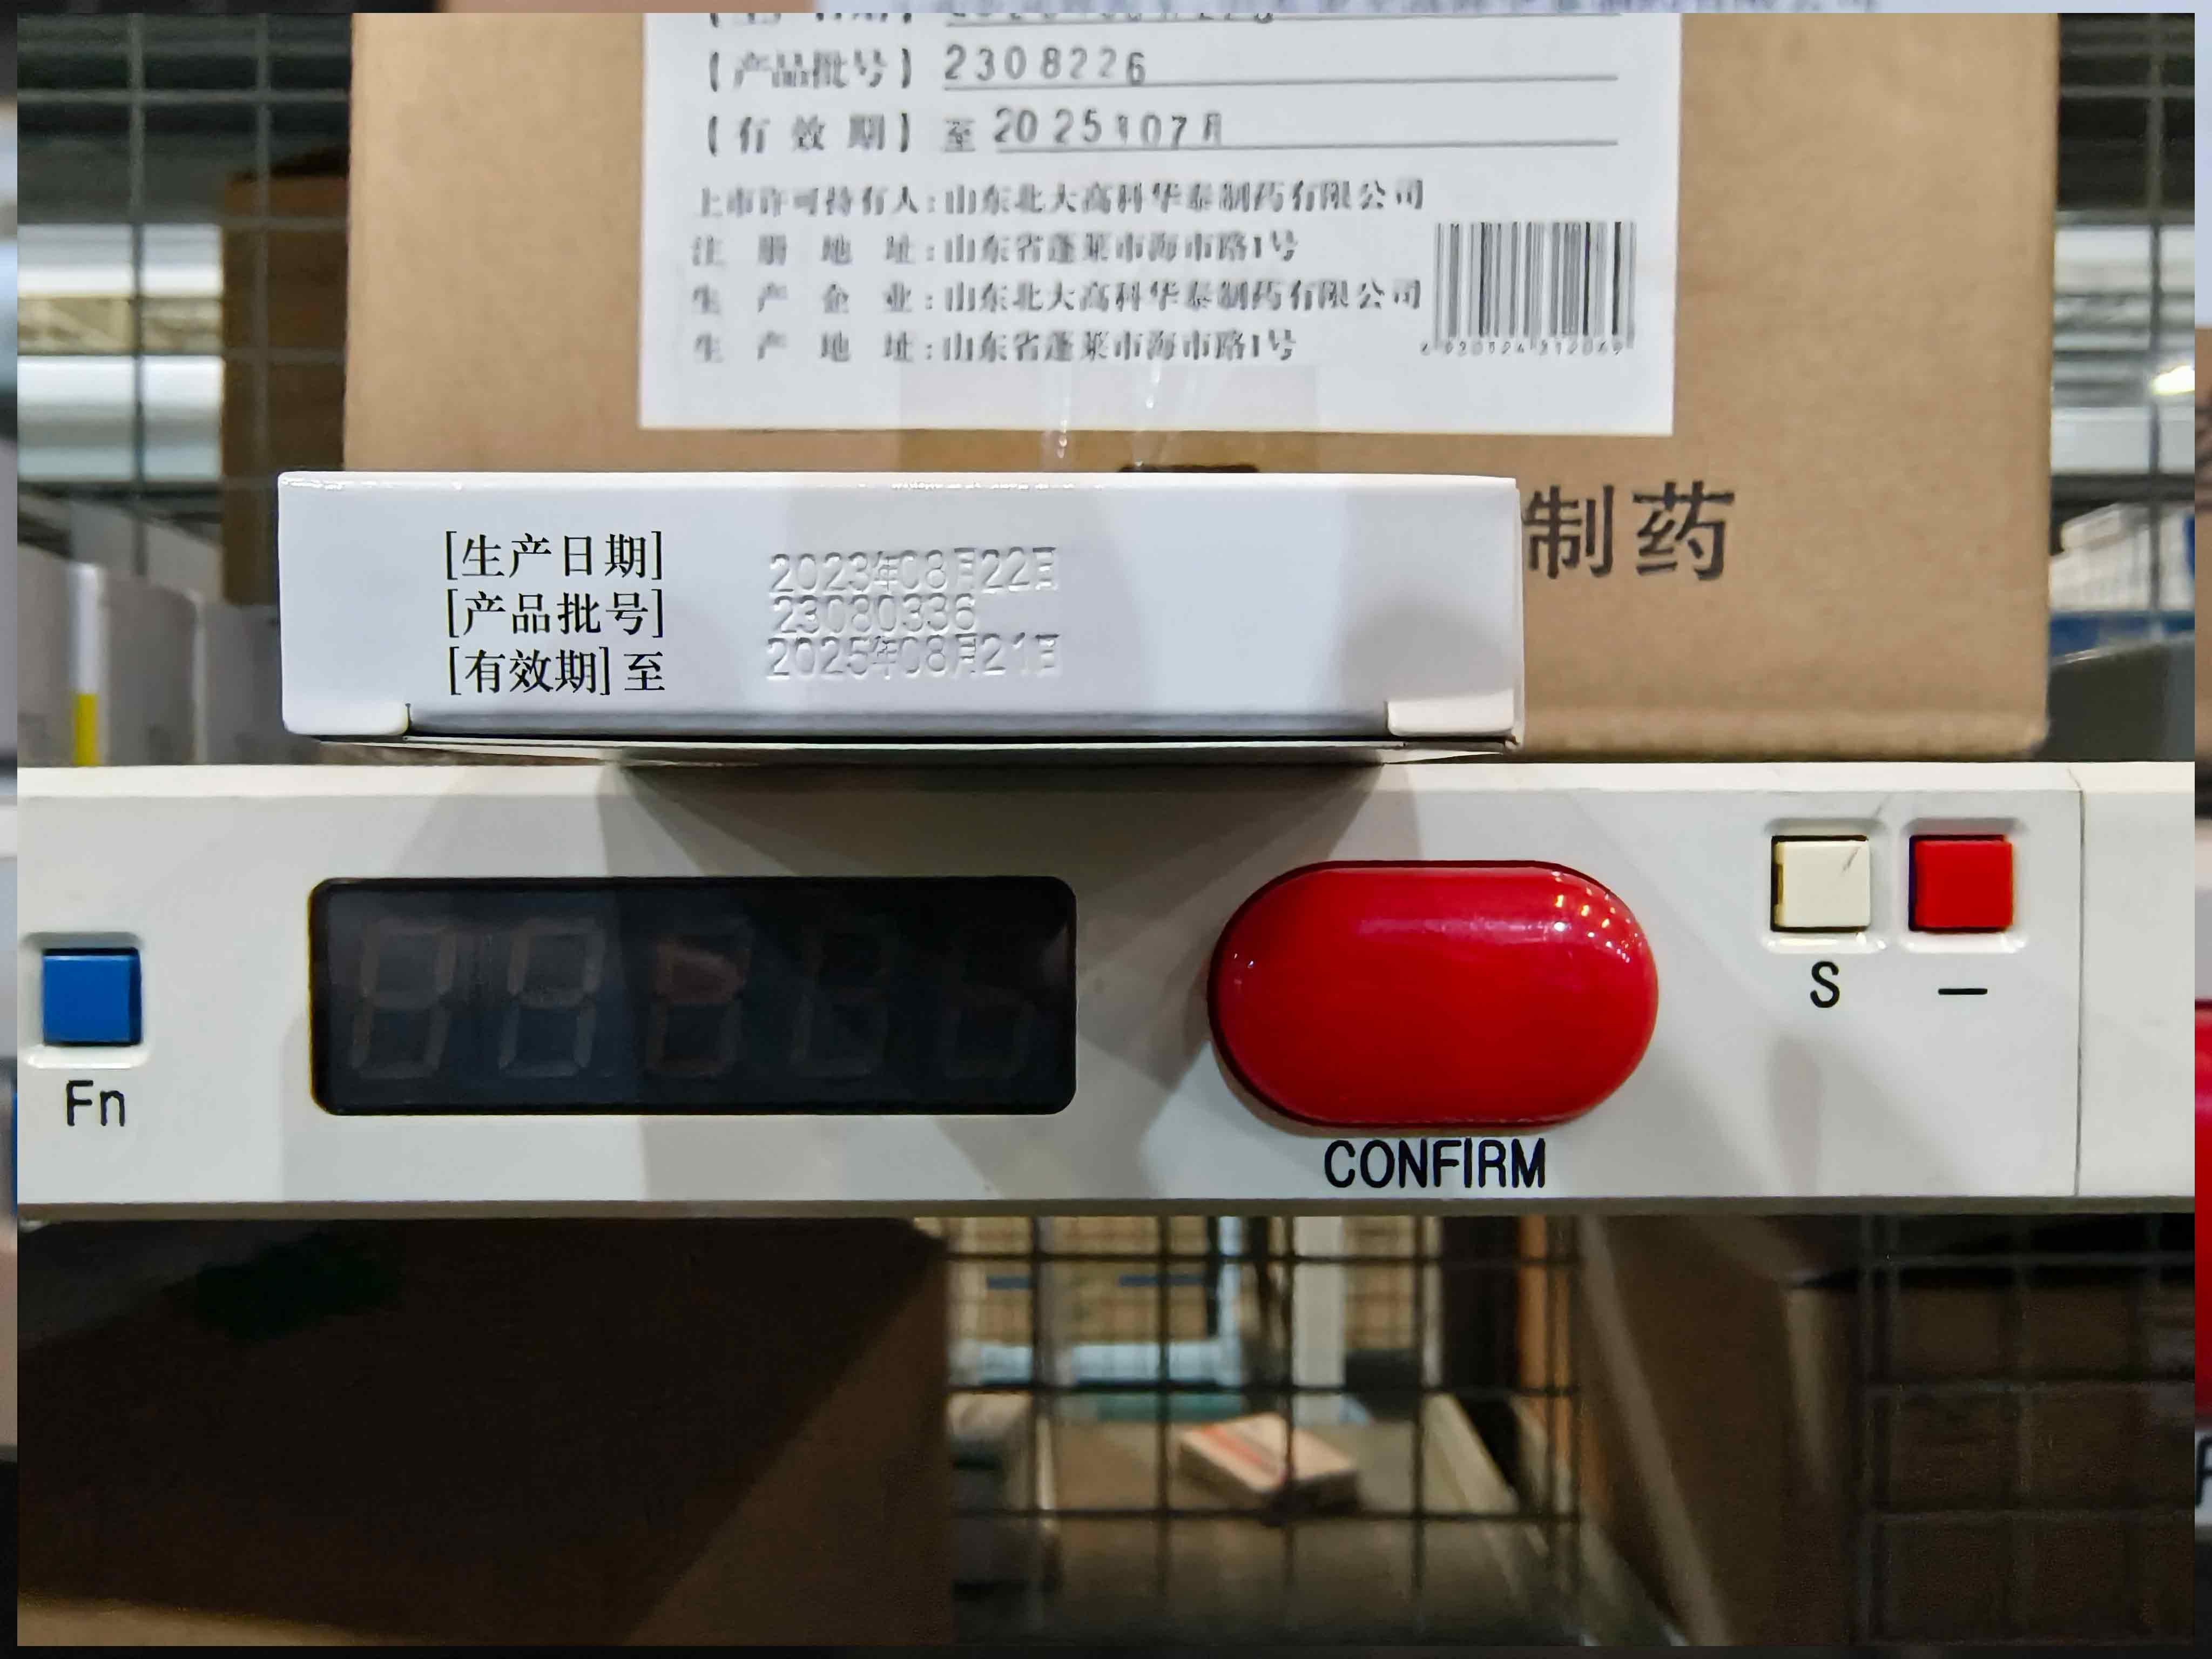 【产品批号】 2308226
【有 效 期】 至 2025年07月
上市许可持有人：山东北大高科华泰制药有限公司
注 册 地 址：山东省蓬莱市海市路1号
生 产 企 业：山东北大高科华泰制药有限公司
生 产 地 址：山东省蓬莱市海市路1号
制药
[生产日期] 2023年08月22日
[产品批号] 23080336
[有效期]至 2025年08月21日
S
—
Fn
CONFIRM